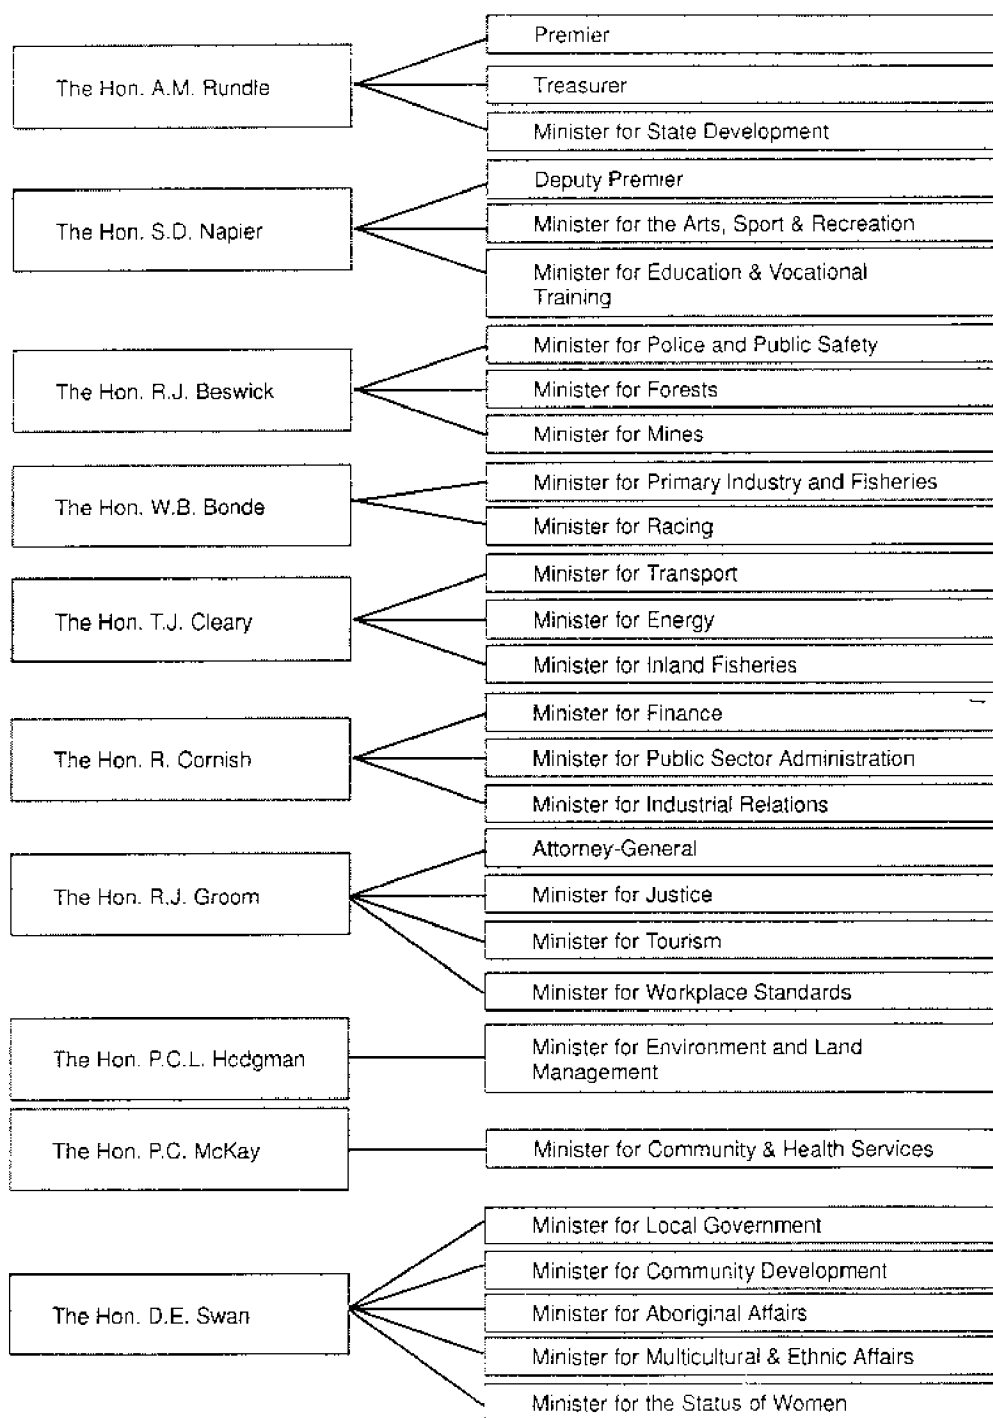 The Hon. A.M. Rundle
Premier
Treasurer
Minister for State Development
The Hon. S.D. Napier
Deputy Premier
Minister for the Arts, Sport & Recreation
Minister for Education & Vocational
Training
The Hon. R.J. Beswick
Minister for Police and Public Safety
Minister for Forests
Minister for Mines
The Hon. W.B. Bonde
Minister for Primary Industry and Fisheries
Minister for Racing
The Hon. T.J. Cleary
Minister for Transport
Minister for Energy
Minister for Inland Fisheries
The Hon. R. Cornish
Minister for Finance
Minister for Public Sector Administration
Minister for Industrial Relations
The Hon. R.J. Groom
Attorney-General
Minister for Justice
Minister for Tourism
Minister for Workplace Standards
The Hon. P.C.L. Hodgman
Minister for Environment and Land
Management
The Hon. P.C. McKay
Minister for Community & Health Services
The Hon. D.E. Swan
Minister for Local Government
Minister for Community Development
Minister for Aboriginal Affairs
Minister for Multicultural & Ethnic Affairs
Minister for the Status of Women